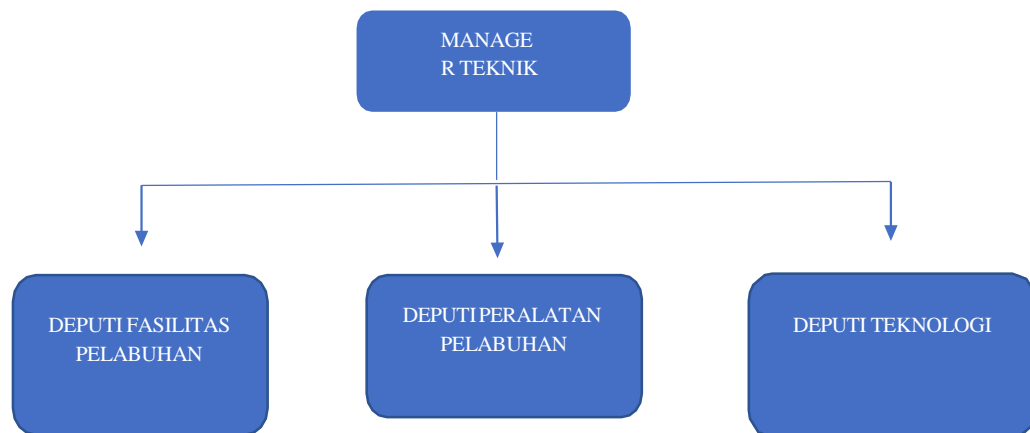 MANAGE
R TEKNIK
DEPUTI FASILITAS
PELABUHAN
DEPUTI PERALATAN
PELABUHAN
DEPUTI TEKNOLOGI